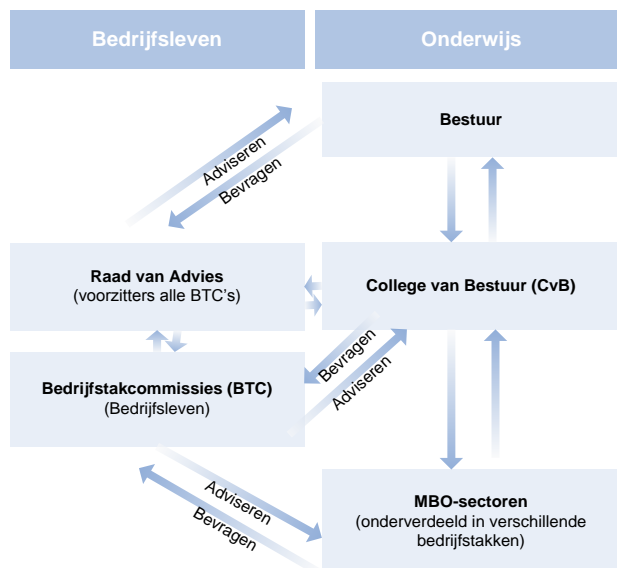 Bedrijfsleven
Onderwijs
Bestuur
Adviseren
Bevragen
Raad van Advies
(voorzitters alle BTC's)
College van Bestuur (CvB)
Bevragen
Adviseren
Bedrijfstakcommissies (BTC)
(Bedrijfsleven)
Adviseren
Bevragen
MBO-sectoren
(onderverdeeld in verschillende
bedrijfstakken)